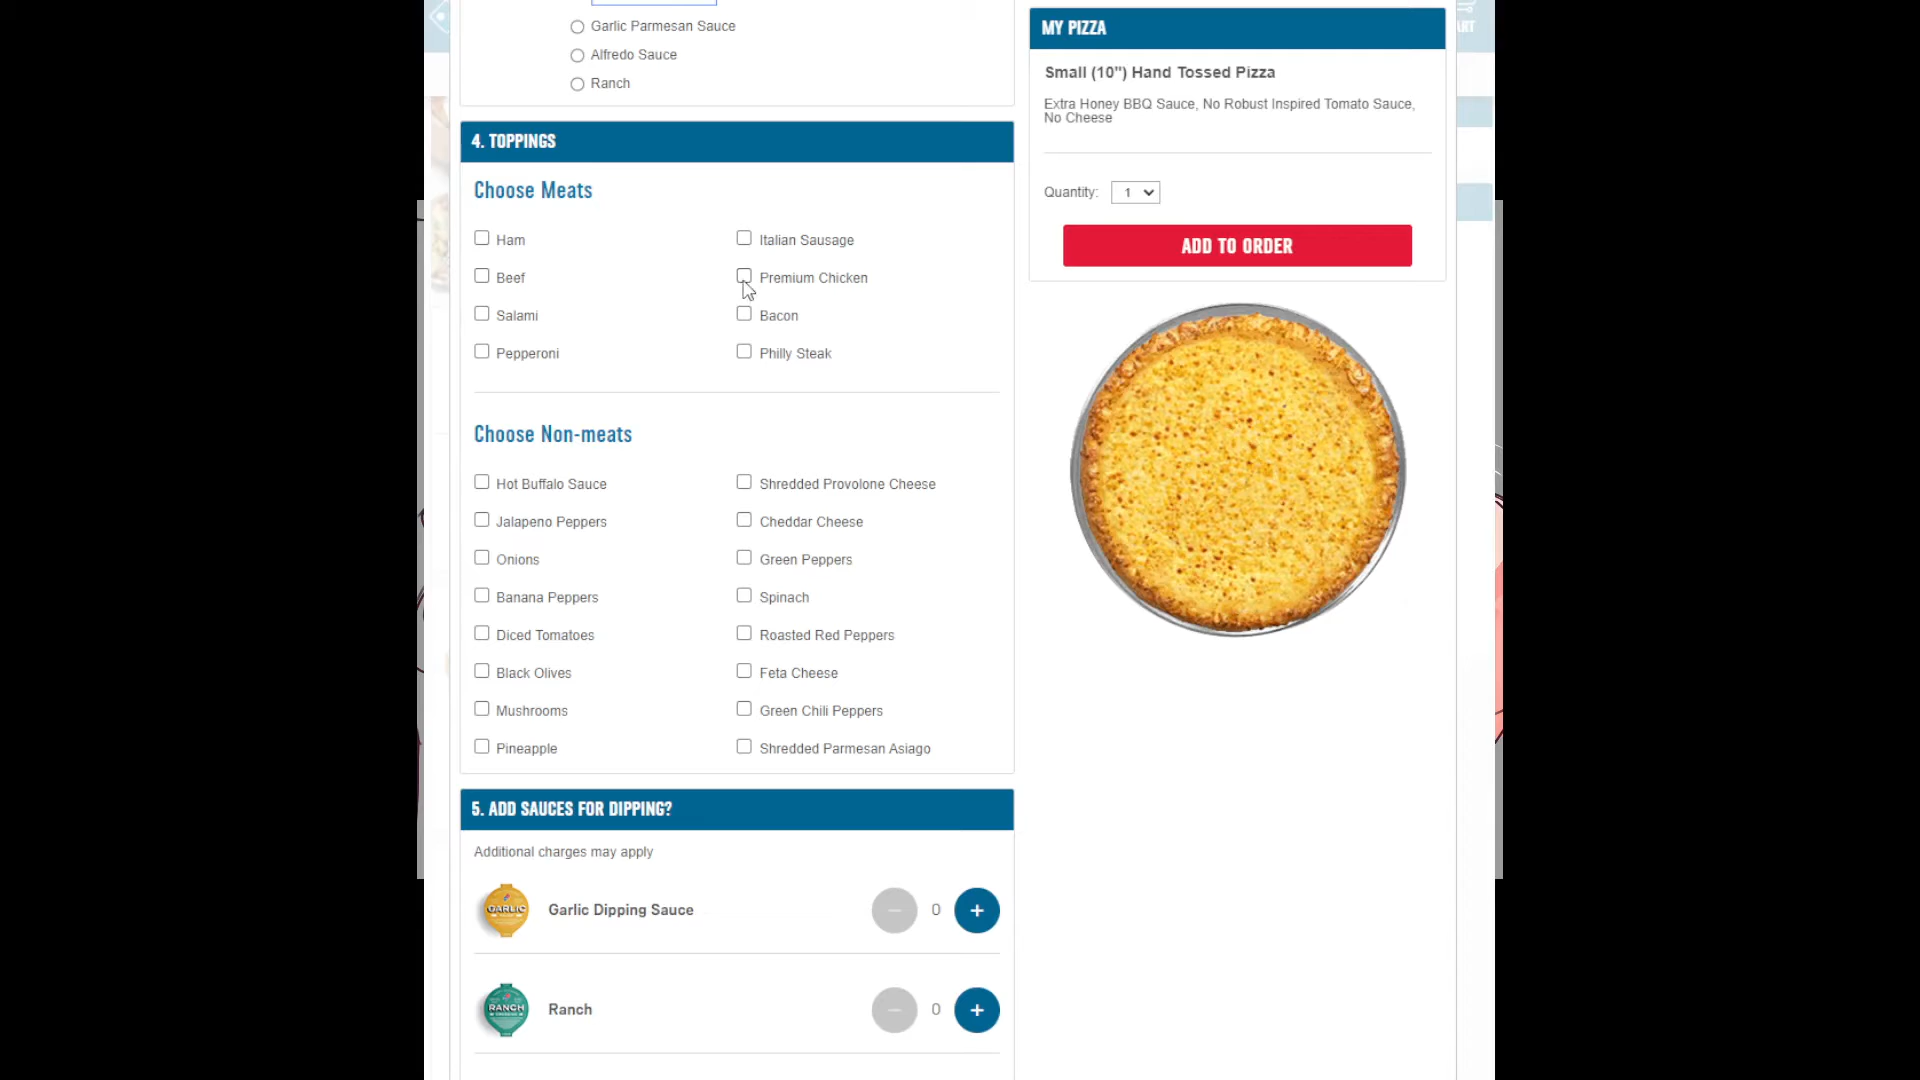 Garlic Parmesan Sauce
Alfredo Sauce
Ranch
4. TOPPINGS
Choose Meats
Ham
Italian Sausage
Beef
Premium Chicken
Salami
Bacon
Pepperoni
Philly Steak
Choose Non-meats
Hot Buffalo Sauce
Shredded Provolone Cheese
Jalapeno Peppers
Cheddar Cheese
Onions
Green Peppers
Banana Peppers
Spinach
Diced Tomatoes
Roasted Red Peppers
Black Olives
Feta Cheese
Mushrooms
Green Chili Peppers
Pineapple
Shredded Parmesan Asiago
5. ADD SAUCES FOR DIPPING?
Additional charges may apply
GARLIC
Garlic Dipping Sauce
− 0 +
RANCH
Ranch
− 0 +
MY PIZZA
Small (10") Hand Tossed Pizza
Extra Honey BBQ Sauce, No Robust Inspired Tomato Sauce,
No Cheese
Quantity: 1
ADD TO ORDER